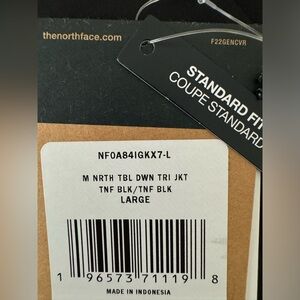 thenorthface.com
F22GENCVR
STANDARD FIT
COUPE STANDARD
NF0A84IGKX7-L
M NRTH TBL DWN TRI JKT
TNF BLK/TNF BLK
LARGE
1 96573 71119 8
MADE IN INDONESIA